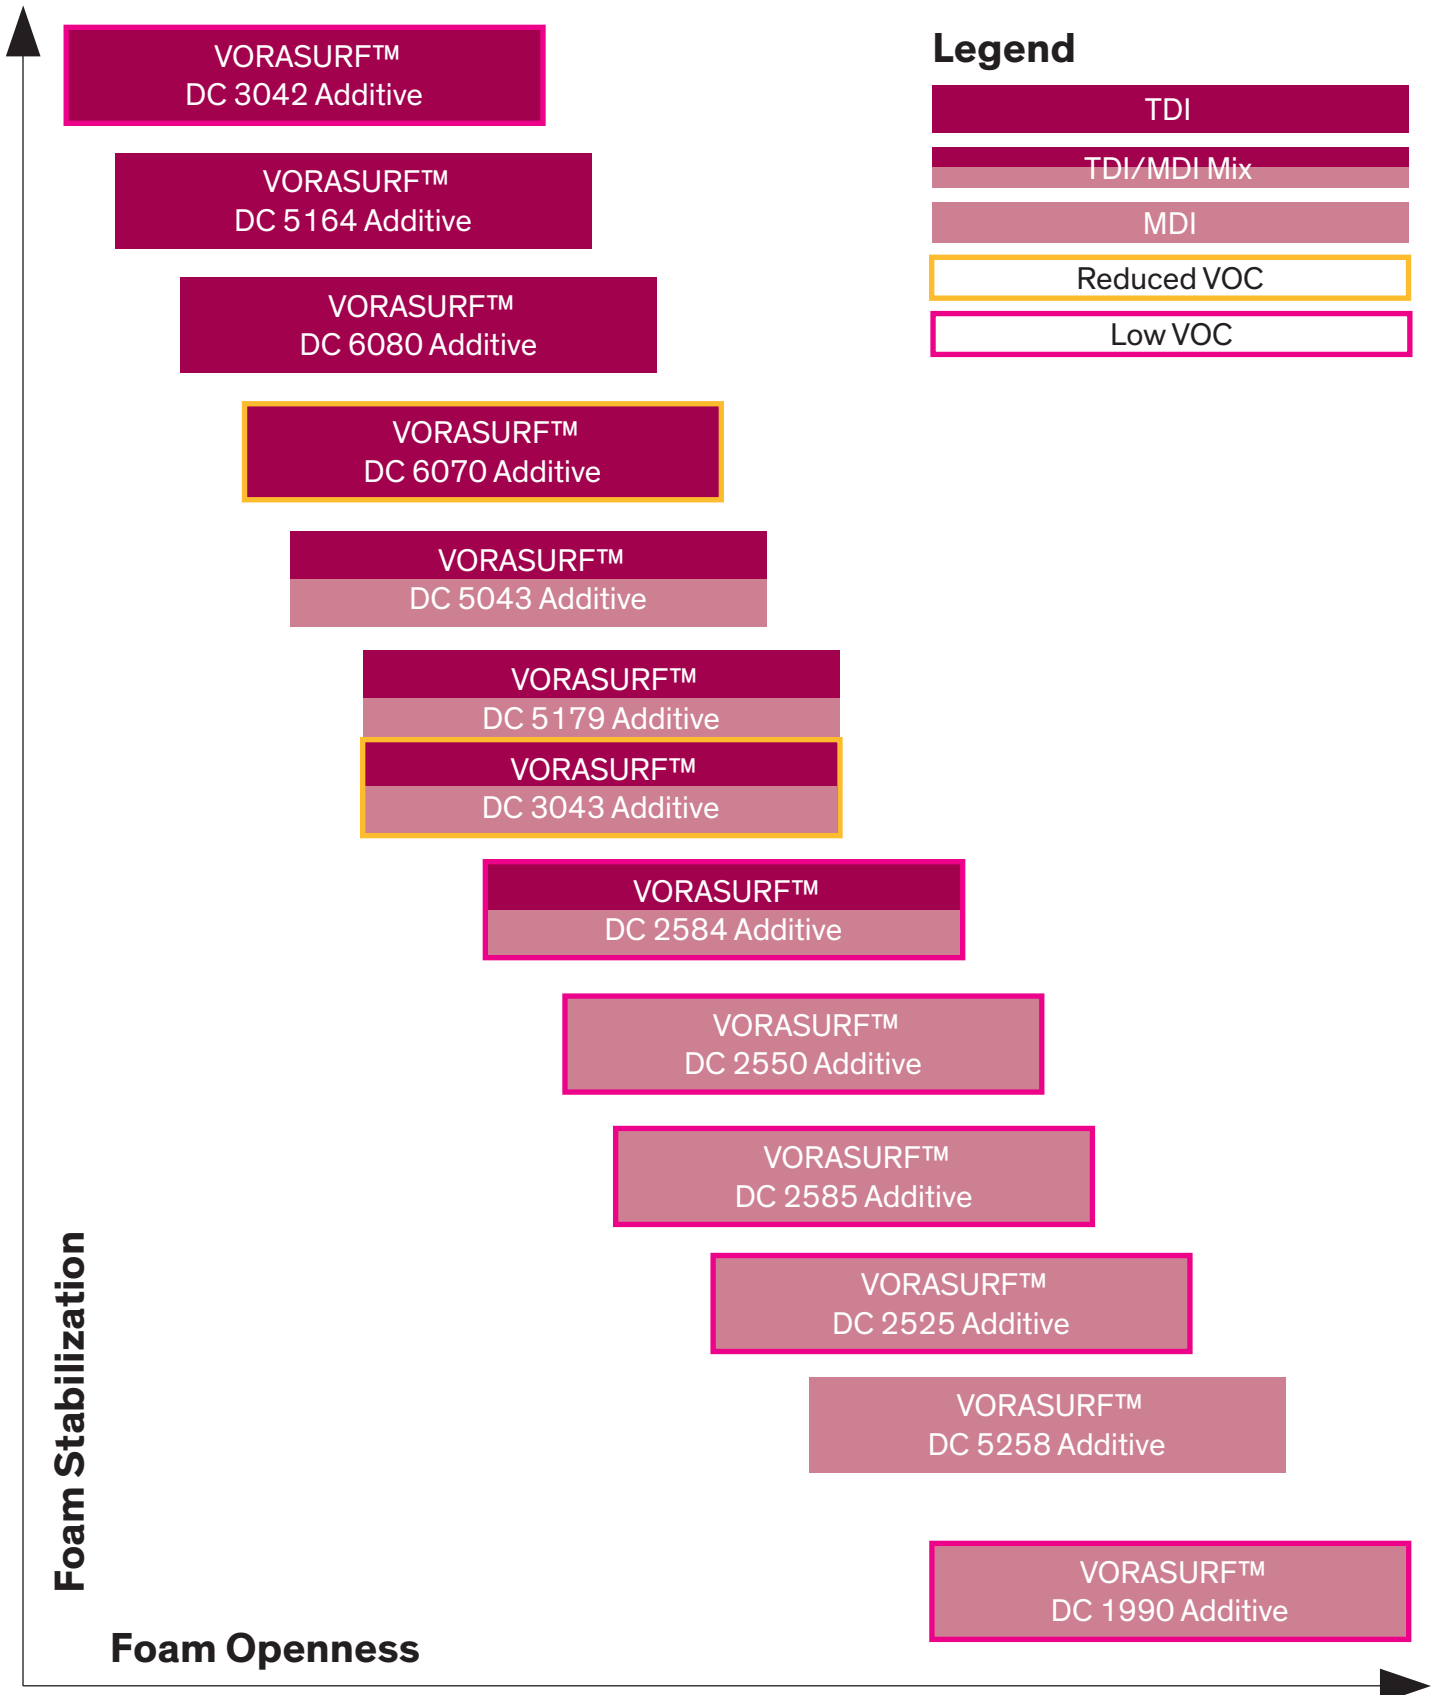 VORASURF™
DC 3042 Additive
Legend
TDI
TDI/MDI Mix
MDI
Reduced VOC
Low VOC
VORASURF™
DC 5164 Additive
VORASURF™
DC 6080 Additive
VORASURF™
DC 6070 Additive
VORASURF™
DC 5043 Additive
VORASURF™
DC 5179 Additive
VORASURF™
DC 3043 Additive
VORASURF™
DC 2584 Additive
VORASURF™
DC 2550 Additive
VORASURF™
DC 2585 Additive
VORASURF™
DC 2525 Additive
VORASURF™
DC 5258 Additive
VORASURF™
DC 1990 Additive
Foam Stabilization
Foam Openness